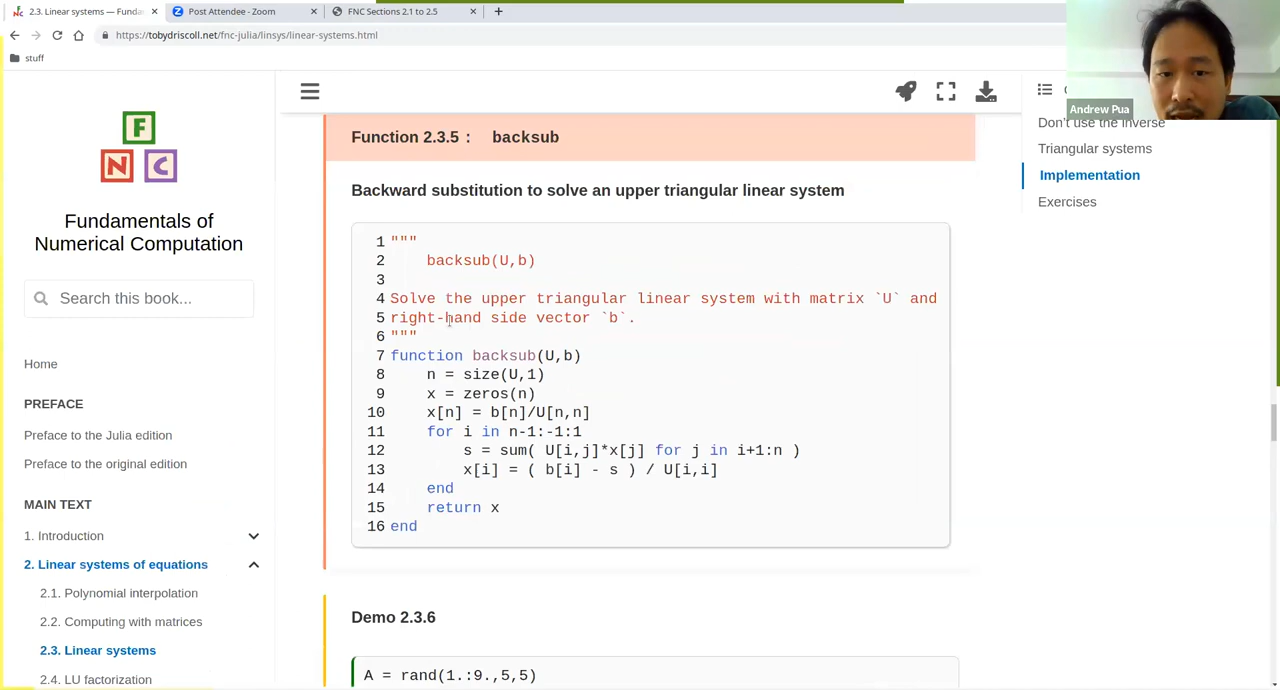 2.3. Linear systems — Funda
Post Attendee - Zoom
FNC Sections 2.1 to 2.5
https://tobydriscoll.net/fnc-julia/linsys/linear-systems.html
stuff
Andrew Pua
F
N C
Fundamentals of
Numerical Computation
Search this book...
Home
PREFACE
Preface to the Julia edition
Preface to the original edition
MAIN TEXT
1. Introduction
2. Linear systems of equations
2.1. Polynomial interpolation
2.2. Computing with matrices
2.3. Linear systems
2.4. LU factorization
Function 2.3.5 : backsub
Backward substitution to solve an upper triangular linear system
1 """
2 backsub(U,b)
3
4 Solve the upper triangular linear system with matrix `U` and
5 right-hand side vector `b`.
6 """
7 function backsub(U,b)
8 n = size(U,1)
9 x = zeros(n)
10 x[n] = b[n]/U[n,n]
11 for i in n-1:-1:1
12 s = sum( U[i,j]*x[j] for j in i+1:n )
13 x[i] = ( b[i] - s ) / U[i,i]
14 end
15 return x
16 end
Demo 2.3.6
A = rand(1.:9.,5,5)
Don't use the inverse
Triangular systems
Implementation
Exercises